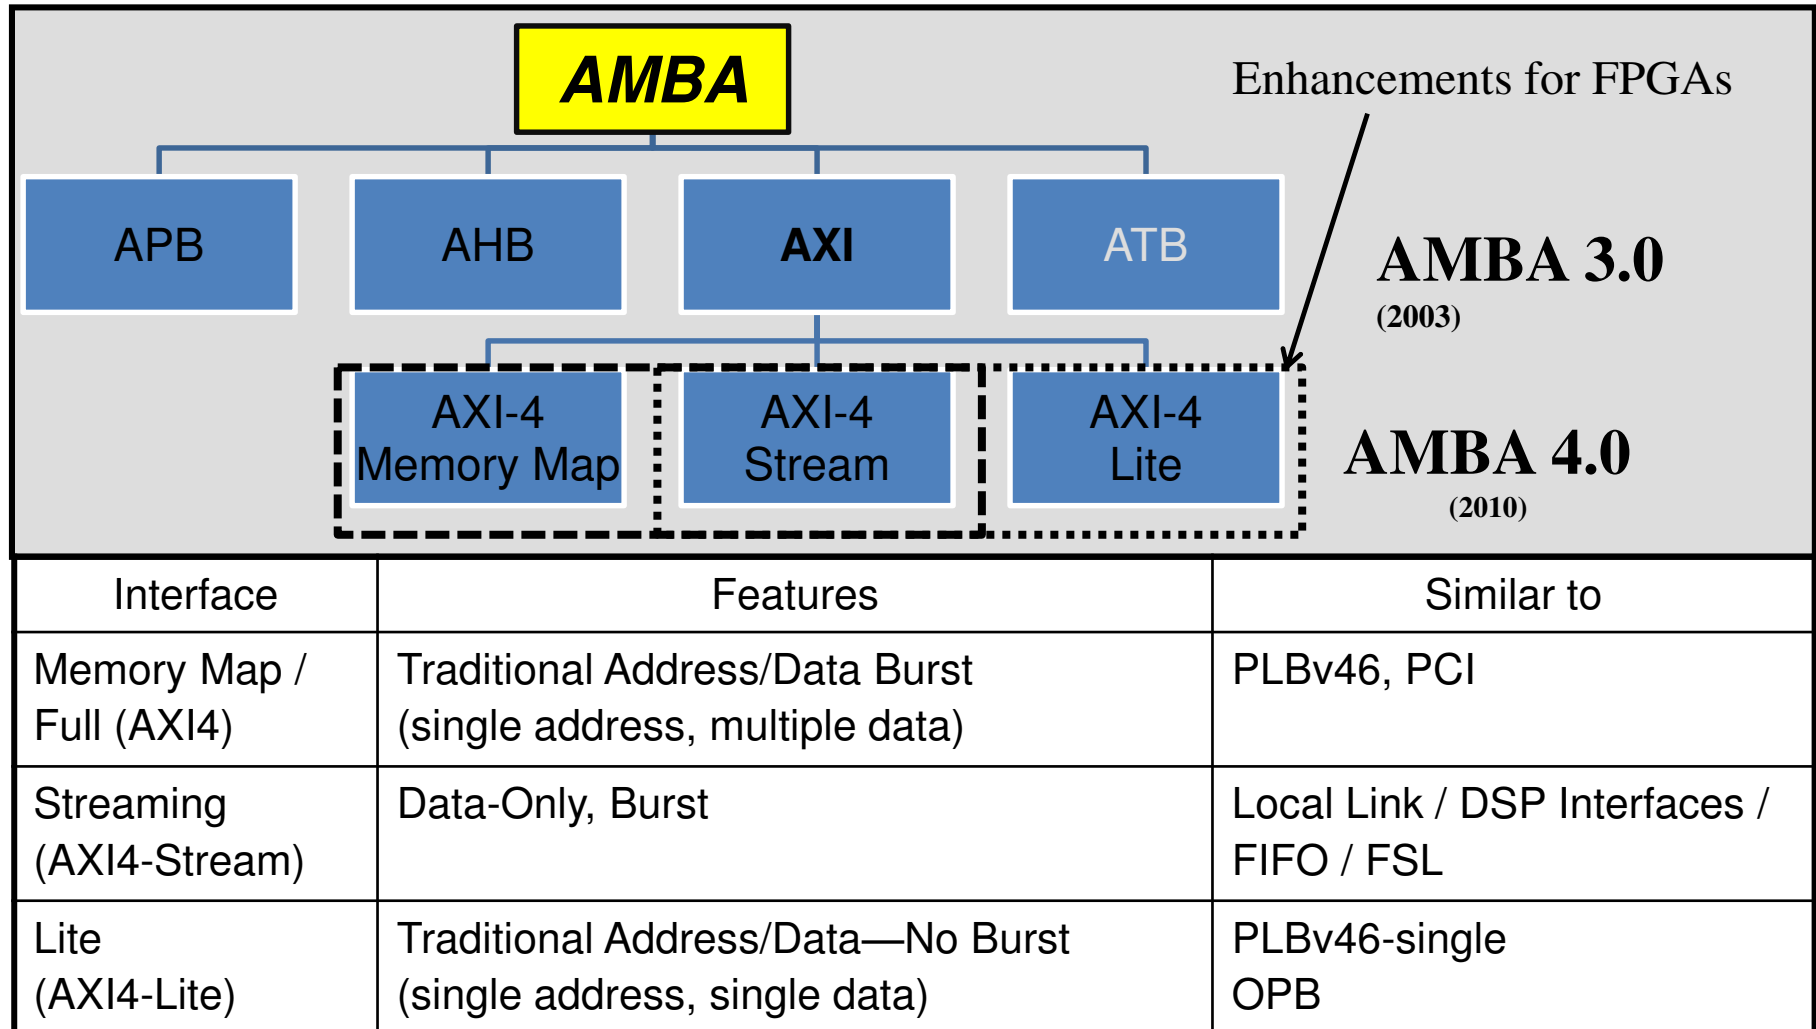 AMBA
Enhancements for FPGAs
APB
AHB
AXI
ATB
AMBA 3.0
(2003)
AXI-4
Memory Map
AXI-4
Stream
AXI-4
Lite
AMBA 4.0
(2010)
Interface
Features
Similar to
Memory Map /
Full (AXI4)
Traditional Address/Data Burst
(single address, multiple data)
PLBv46, PCI
Streaming
(AXI4-Stream)
Data-Only, Burst
Local Link / DSP Interfaces /
FIFO / FSL
Lite
(AXI4-Lite)
Traditional Address/Data—No Burst
(single address, single data)
PLBv46-single
OPB